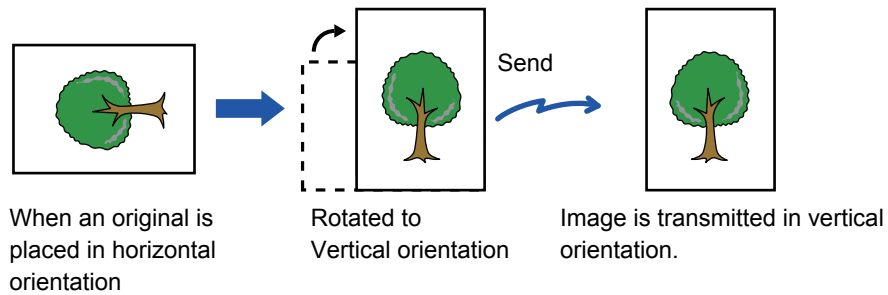 Send
When an original is
placed in horizontal
orientation
Rotated to
Vertical orientation
Image is transmitted in vertical
orientation.